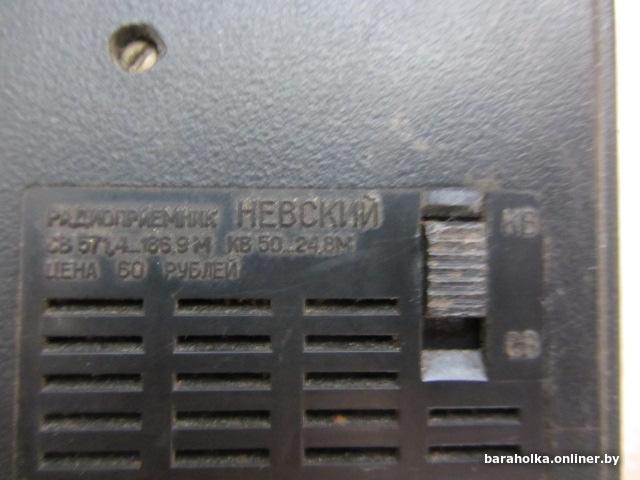 РАДИОПРИЕМНИК НЕВСКИЙ
СВ 571,4...186,9 М КВ 50...24,8М
ЦЕНА 60 РУБЛЕЙ
КВ
СВ
baraholka.onliner.by